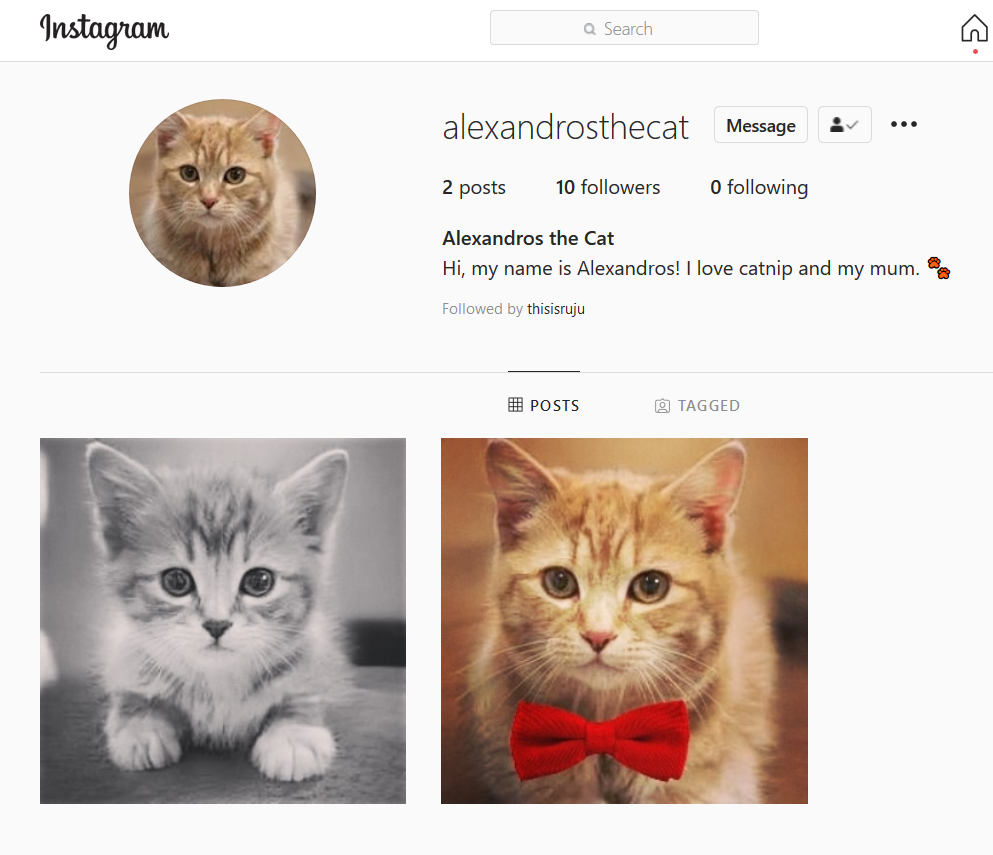 Instagram
Search
alexandrosthecat
Message
2 posts 10 followers 0 following
Alexandros the Cat
Hi, my name is Alexandros! I love catnip and my mum. 🐾
Followed by thisisruju
POSTS
TAGGED